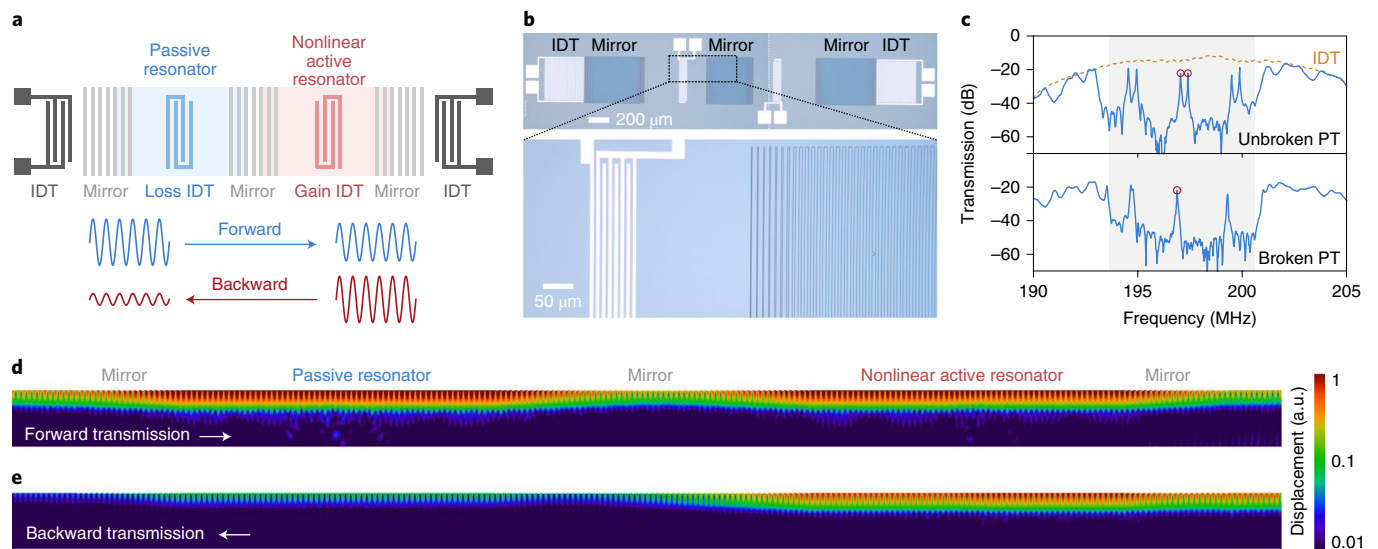 a
Passive
resonator
Nonlinear
active
resonator
IDT
Mirror
Loss IDT
Mirror
Gain IDT
Mirror
IDT
Forward
Backward
b
IDT
Mirror
Mirror
Mirror
IDT
200 μm
50 μm
c
0
−20
−40
−60
−20
−40
−60
Transmission (dB)
IDT
Unbroken PT
Broken PT
190
195
200
205
Frequency (MHz)
d
Mirror
Passive resonator
Mirror
Nonlinear active resonator
Mirror
Forward transmission
e
Backward transmission
Displacement (a.u.)
1
0.1
0.01